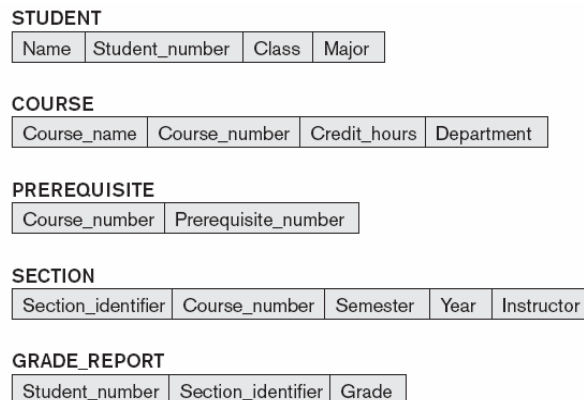 STUDENT
Name Student_number Class Major
COURSE
Course_name Course_number Credit_hours Department
PREREQUISITE
Course_number Prerequisite_number
SECTION
Section_identifier Course_number Semester Year Instructor
GRADE_REPORT
Student_number Section_identifier Grade